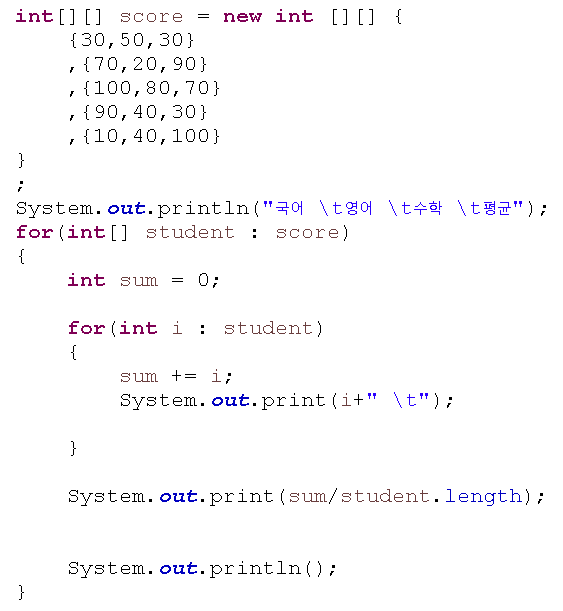 int[][] score = new int [][] {
    {30,50,30}
    ,{70,20,90}
    ,{100,80,70}
    ,{90,40,30}
    ,{10,40,100}
}
;
System.out.println("국어 \t영어 \t수학 \t평균");
for(int[] student : score)
{
    int sum = 0;
    for(int i : student)
    {
        sum += i;
        System.out.print(i+" \t");
    }
    System.out.print(sum/student.length);
    System.out.println();
}